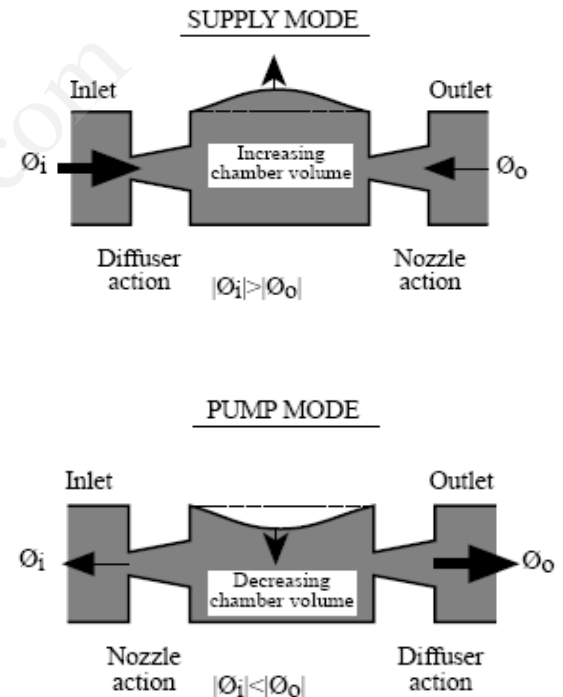 SUPPLY MODE
Inlet
Outlet
Øi
Increasing
chamber volume
Øo
Diffuser
action
|Øi|>|Øo|
Nozzle
action
PUMP MODE
Inlet
Outlet
Øi
Øo
Decreasing
chamber volume
Nozzle
action
|Øi|<|Øo|
Diffuser
action
com